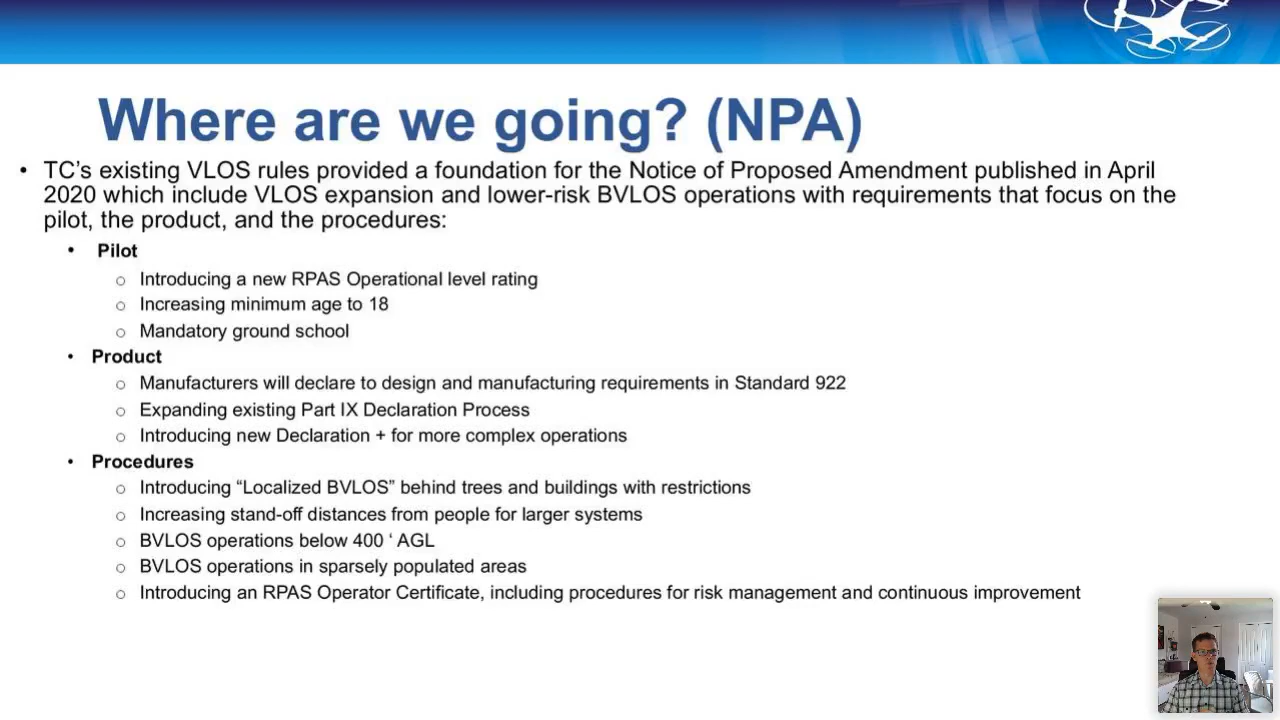 Where are we going? (NPA)
• TC’s existing VLOS rules provided a foundation for the Notice of Proposed Amendment published in April
2020 which include VLOS expansion and lower-risk BVLOS operations with requirements that focus on the
pilot, the product, and the procedures:
• Pilot
o Introducing a new RPAS Operational level rating
o Increasing minimum age to 18
o Mandatory ground school
• Product
o Manufacturers will declare to design and manufacturing requirements in Standard 922
o Expanding existing Part IX Declaration Process
o Introducing new Declaration + for more complex operations
• Procedures
o Introducing “Localized BVLOS” behind trees and buildings with restrictions
o Increasing stand-off distances from people for larger systems
o BVLOS operations below 400 ‘ AGL
o BVLOS operations in sparsely populated areas
o Introducing an RPAS Operator Certificate, including procedures for risk management and continuous improvement